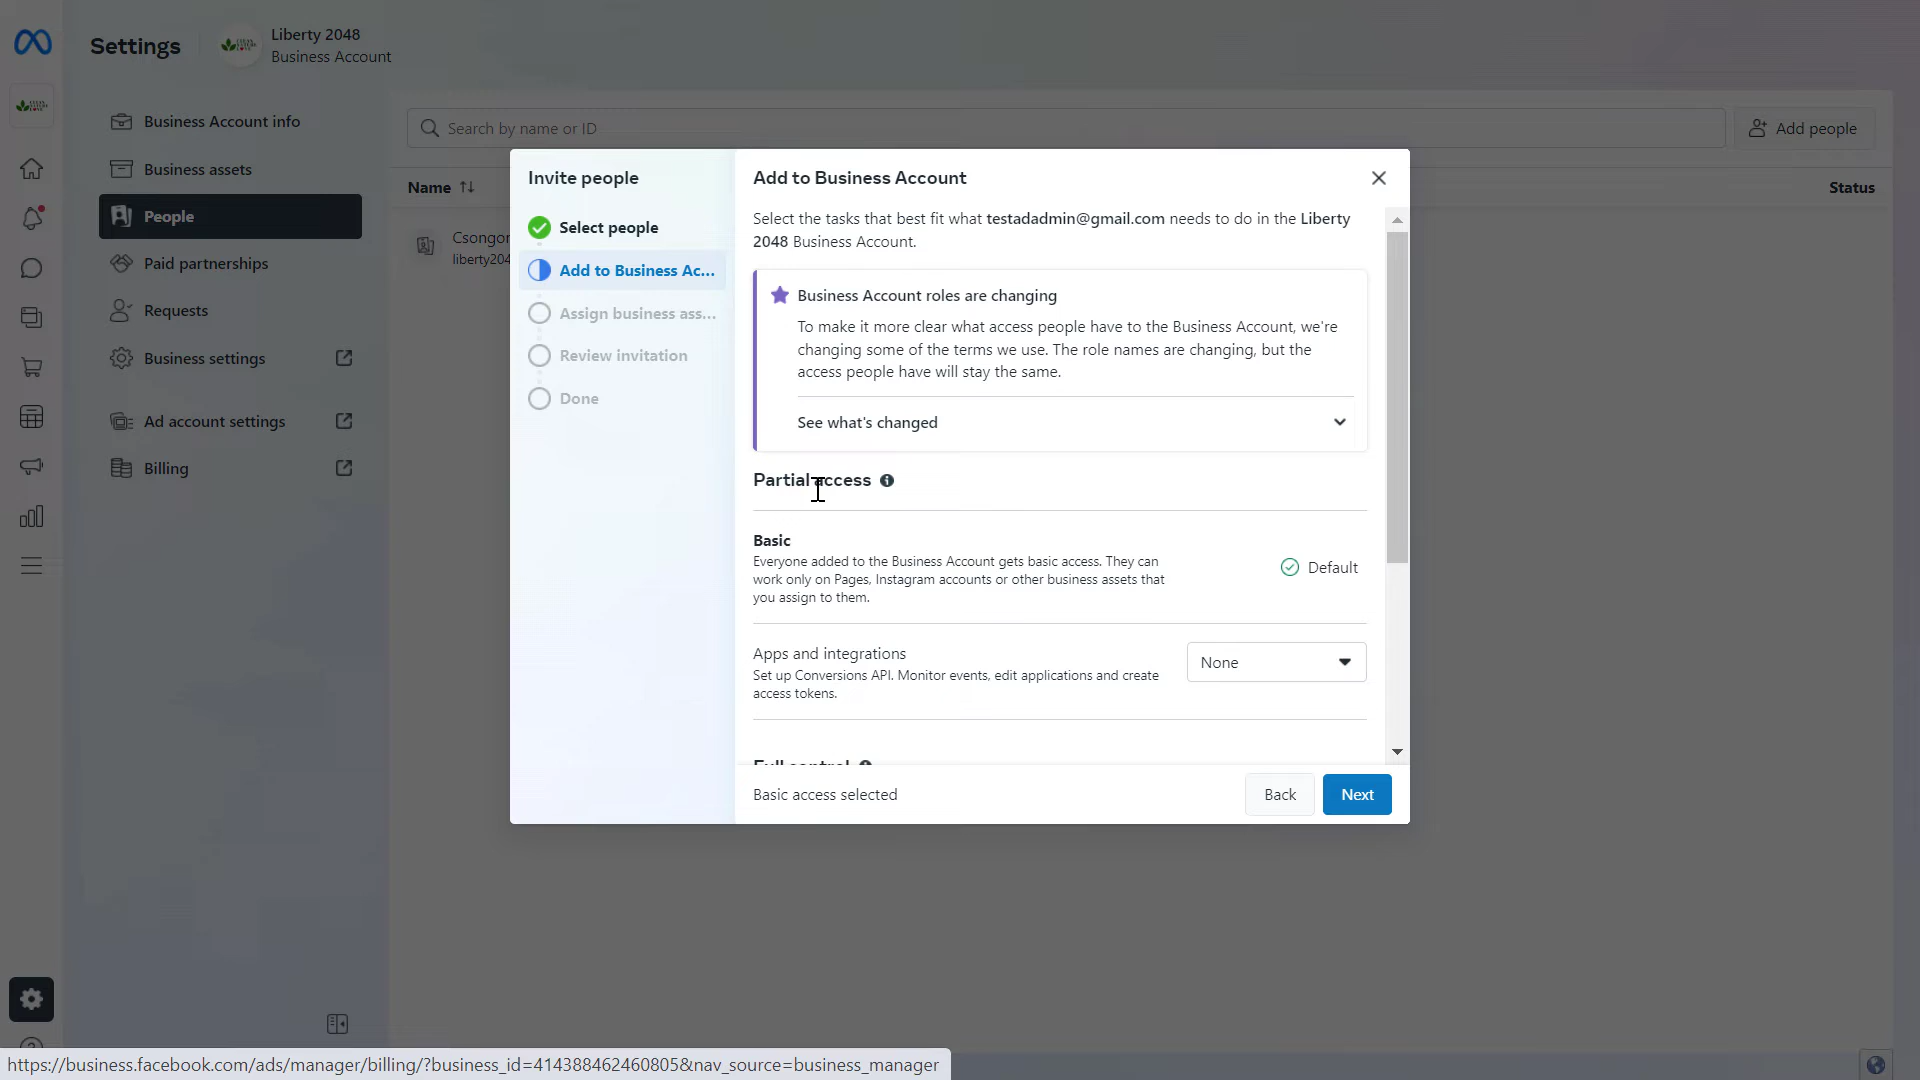 Settings
Liberty 2048
Business Account
Business Account info
Business assets
People
Paid partnerships
Requests
Business settings
Ad account settings
Billing
Search by name or ID
Add people
Name
Status
Csongor
liberty204
Invite people
Select people
Add to Business Ac...
Assign business ass...
Review invitation
Done
Add to Business Account
Select the tasks that best fit what testadadmin@gmail.com needs to do in the Liberty
2048 Business Account.
Business Account roles are changing
To make it more clear what access people have to the Business Account, we're
changing some of the terms we use. The role names are changing, but the
access people have will stay the same.
See what's changed
Partial access
Basic
Everyone added to the Business Account gets basic access. They can
work only on Pages, Instagram accounts or other business assets that
you assign to them.
Default
Apps and integrations
Set up Conversions API. Monitor events, edit applications and create
access tokens.
None
Full control
Basic access selected
Back
Next
https://business.facebook.com/ads/manager/billing/?business_id=414388462460805&nav_source=business_manager